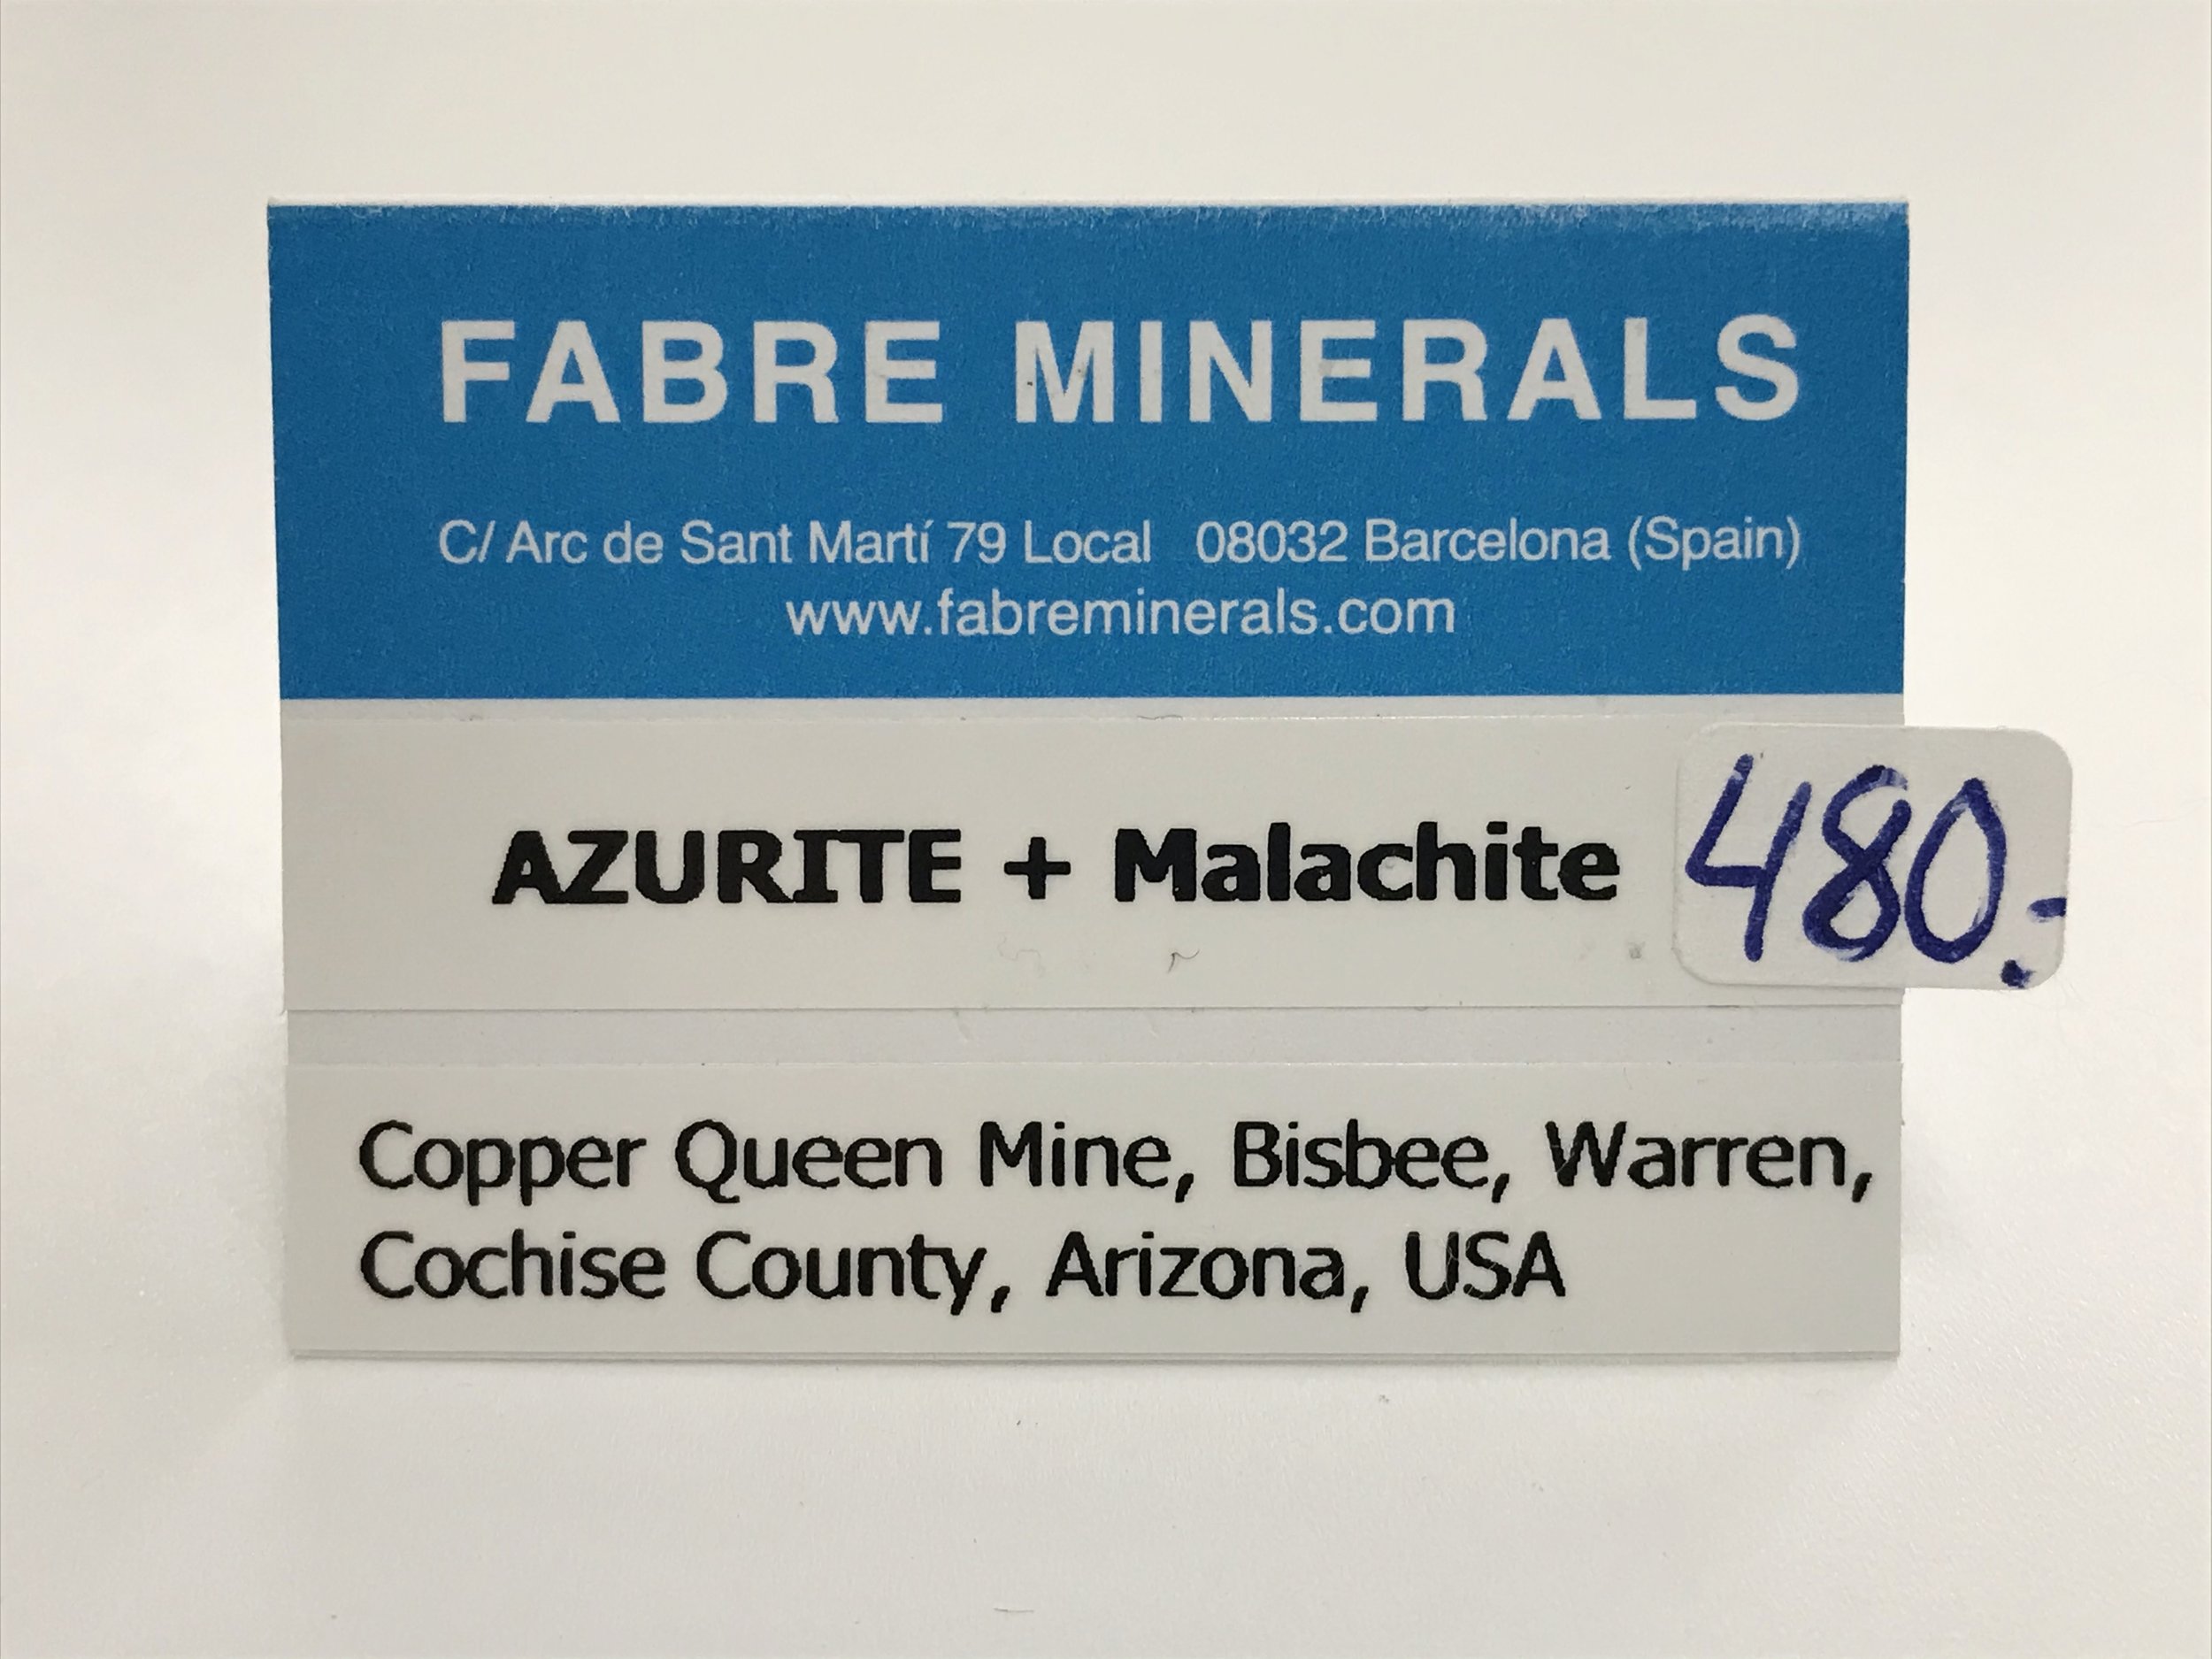 FABRE MINERALS
C/ Arc de Sant Martí 79 Local 08032 Barcelona (Spain)
www.fabreminerals.com
AZURITE + Malachite
480.-
Copper Queen Mine, Bisbee, Warren,
Cochise County, Arizona, USA